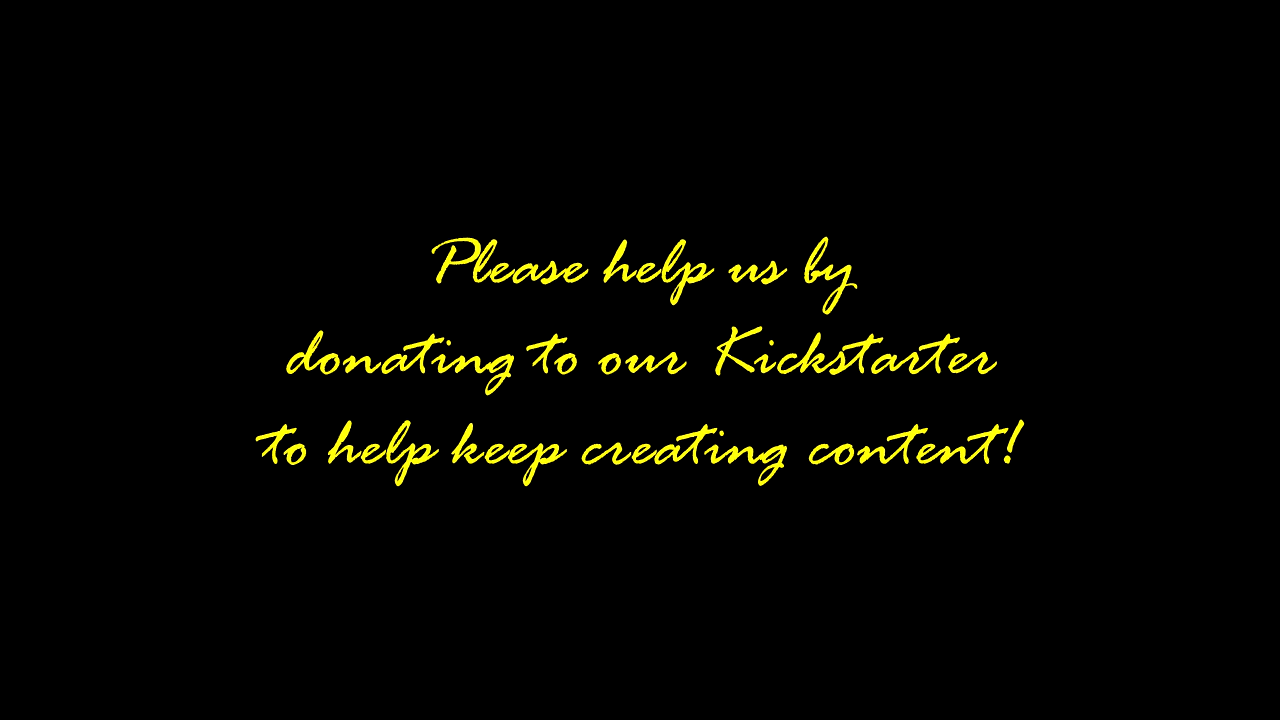 Please help us by
donating to our Kickstarter
to help keep creating content!